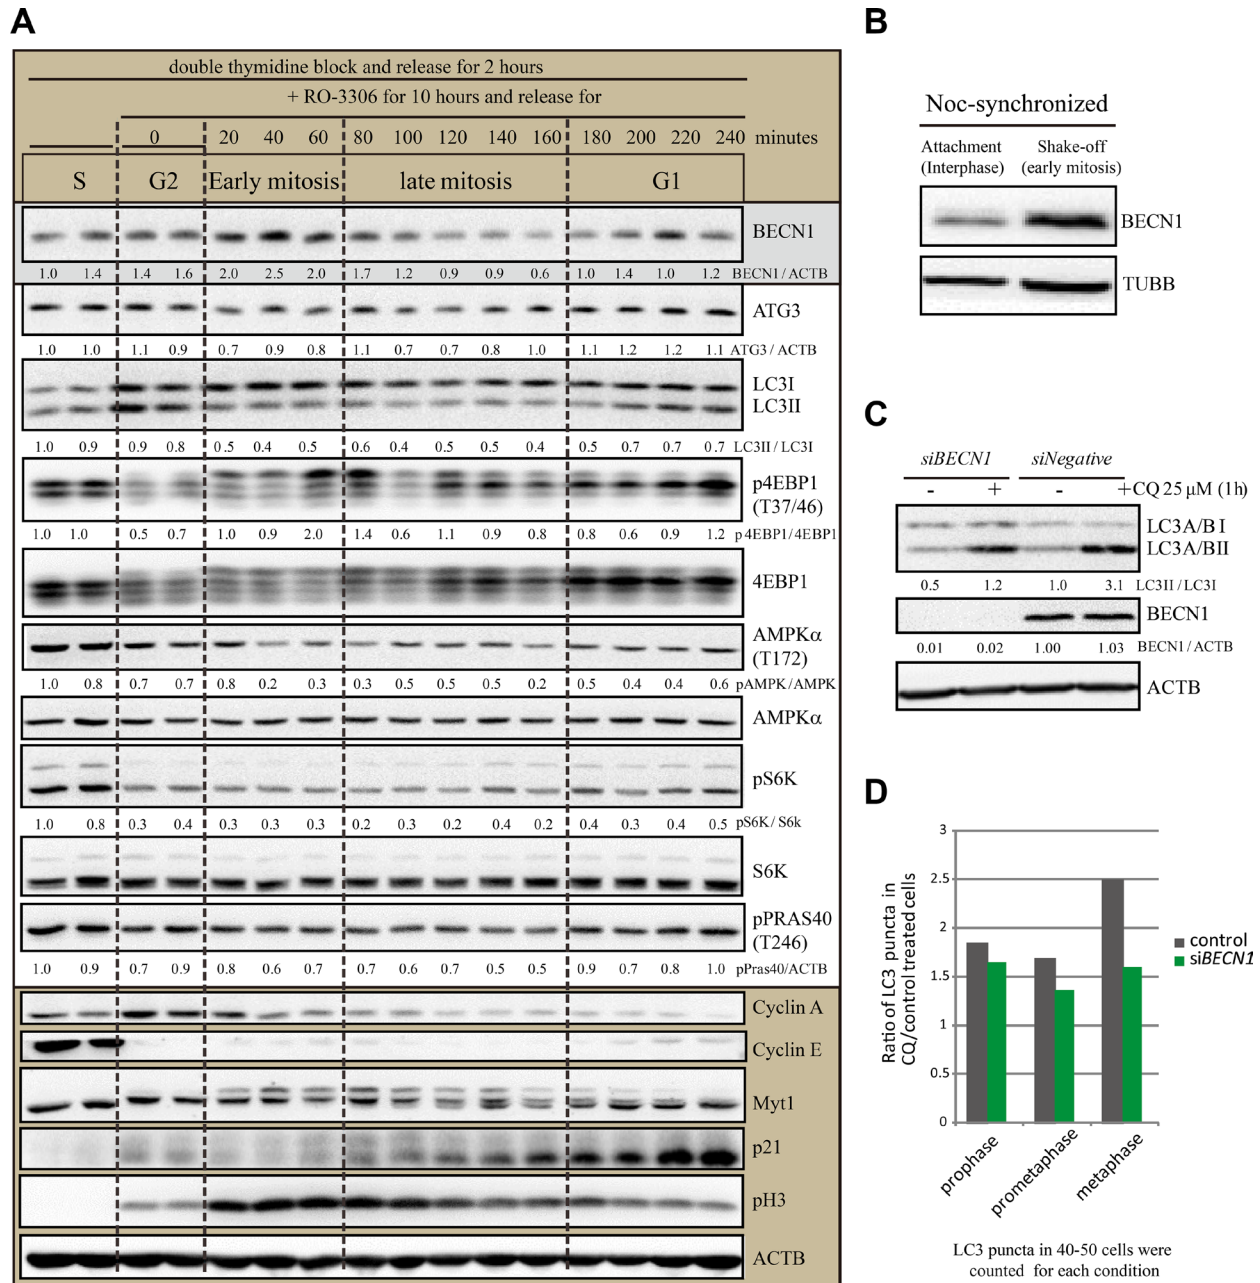 A
double thymidine block and release for 2 hours
+ RO-3306 for 10 hours and release for
0 20 40 60 80 100 120 140 160 180 200 220 240 minutes
S G2 Early mitosis late mitosis G1
BECN1
1.0 1.4 1.4 1.6 2.0 2.5 2.0 1.7 1.2 0.9 0.9 0.6 1.0 1.4 1.0 1.2 BECN1/ACTB
ATG3
1.0 1.0 1.1 0.9 0.7 0.9 0.8 1.1 0.7 0.7 0.8 1.0 1.1 1.2 1.2 1.1 ATG3/ACTB
LC3I
LC3II
1.0 0.9 0.9 0.8 0.5 0.4 0.5 0.6 0.4 0.5 0.5 0.4 0.5 0.7 0.7 0.7 LC3II/LC3I
p4EBP1
(T37/46)
1.0 1.0 0.5 0.7 1.0 0.9 2.0 1.4 0.6 1.1 0.9 0.8 0.8 0.6 0.9 1.2 p4EBP1/4EBP1
4EBP1
AMPKα
(T172)
1.0 0.8 0.7 0.7 0.8 0.2 0.3 0.3 0.5 0.5 0.5 0.2 0.5 0.4 0.4 0.6 pAMPK/AMPK
AMPKα
pS6K
1.0 0.8 0.3 0.4 0.3 0.3 0.3 0.2 0.3 0.2 0.4 0.2 0.4 0.3 0.4 0.5 pS6K/S6k
S6K
pPRAS40
(T246)
1.0 0.9 0.7 0.9 0.8 0.6 0.7 0.7 0.6 0.7 0.5 0.5 0.9 0.7 0.8 1.0 pPras40/ACTB
Cyclin A
Cyclin E
Myt1
p21
pH3
ACTB
B
Noc-synchronized
Attachment Shake-off
(Interphase) (early mitosis)
BECN1
TUBB
C
siBECN1 siNegative
- + - + CQ 25 µM (1h)
LC3A/B I
LC3A/BII
0.5 1.2 1.0 3.1 LC3II/LC3I
BECN1
0.01 0.02 1.00 1.03 BECN1/ACTB
ACTB
D
Ratio of LC3 puncta in
CQ/control treated cells
3
2.5
2
1.5
1
0.5
0
control
siBECN1
prophase prometaphase metaphase
LC3 puncta in 40-50 cells were
counted for each condition